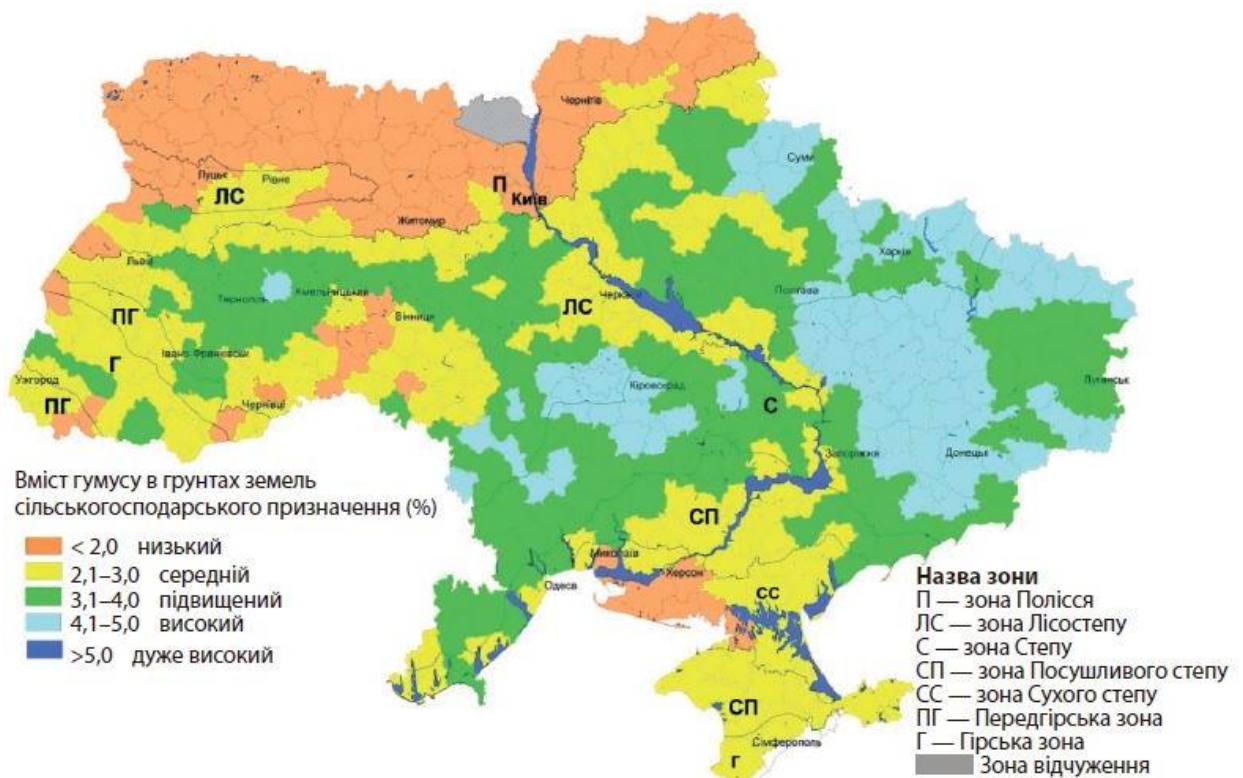 Чернігів
Суми
Луцьк
Рівне
ЛС
П
Київ
Житомир
Харків
Львів
Тернопіль
Хмельницький
Черкаси
Полтава
ЛС
Вінниця
ПГ
Г
Івано-Франківськ
Ужгород
ПГ
Чернівці
Кіровоград
С
Луганськ
Запоріжжя
Донецьк
СП
Миколаїв
Херсон
Одеса
СС
СП
Сімферополь
Г
Вміст гумусу в ґрунтах земель
сільськогосподарського призначення (%)
< 2,0 низький
2,1–3,0 середній
3,1–4,0 підвищений
4,1–5,0 високий
>5,0 дуже високий
Назва зони
П — зона Полісся
ЛС — зона Лісостепу
С — зона Степу
СП — зона Посушливого степу
СС — зона Сухого степу
ПГ — Передгірська зона
Г — Гірська зона
Зона відчуження